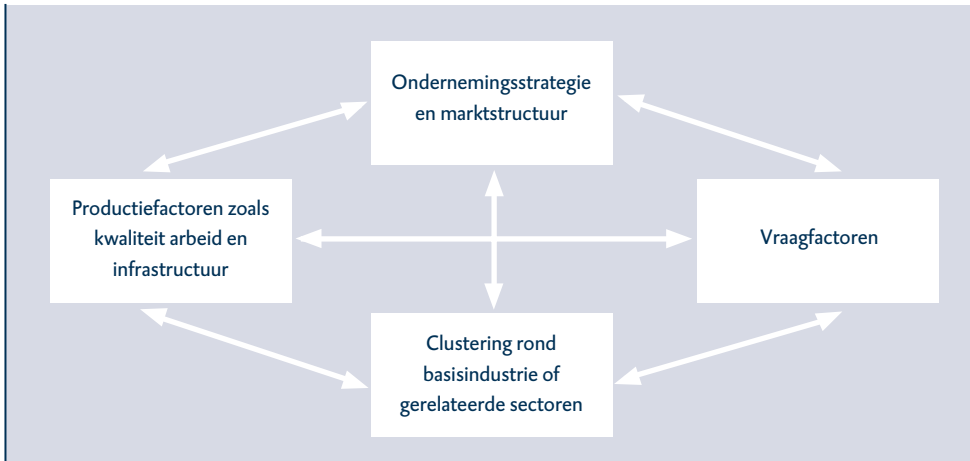 Ondernemingsstrategie
en marktstructuur
Productiefactoren zoals
kwaliteit arbeid en
infrastructuur
Vraagfactoren
Clustering rond
basisindustrie of
gerelateerde sectoren